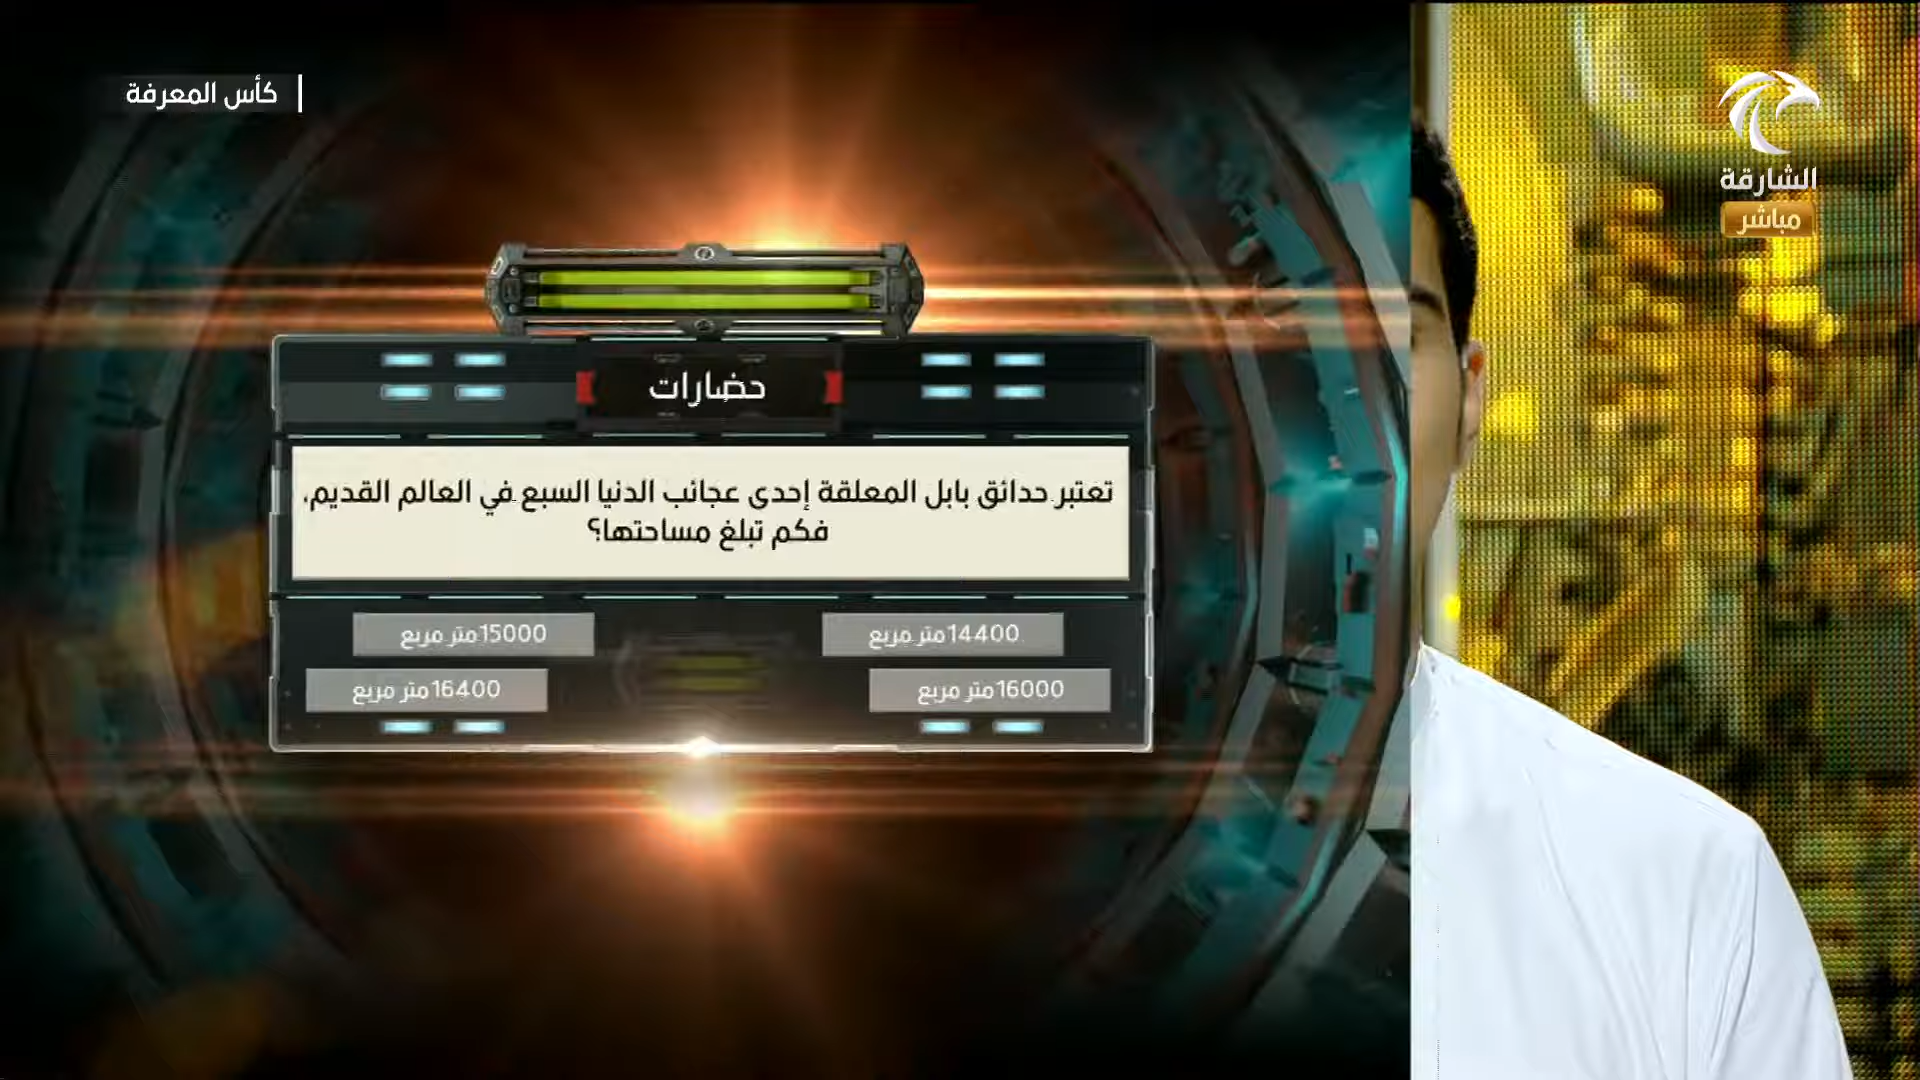 كأس المعرفة
الشارقة
مباشر
حضارات
تعتبر حدائق بابل المعلقة إحدى عجائب الدنيا السبع في العالم القديم،
فكم تبلغ مساحتها؟
14400متر مربع
15000متر مربع
16000متر مربع
16400متر مربع